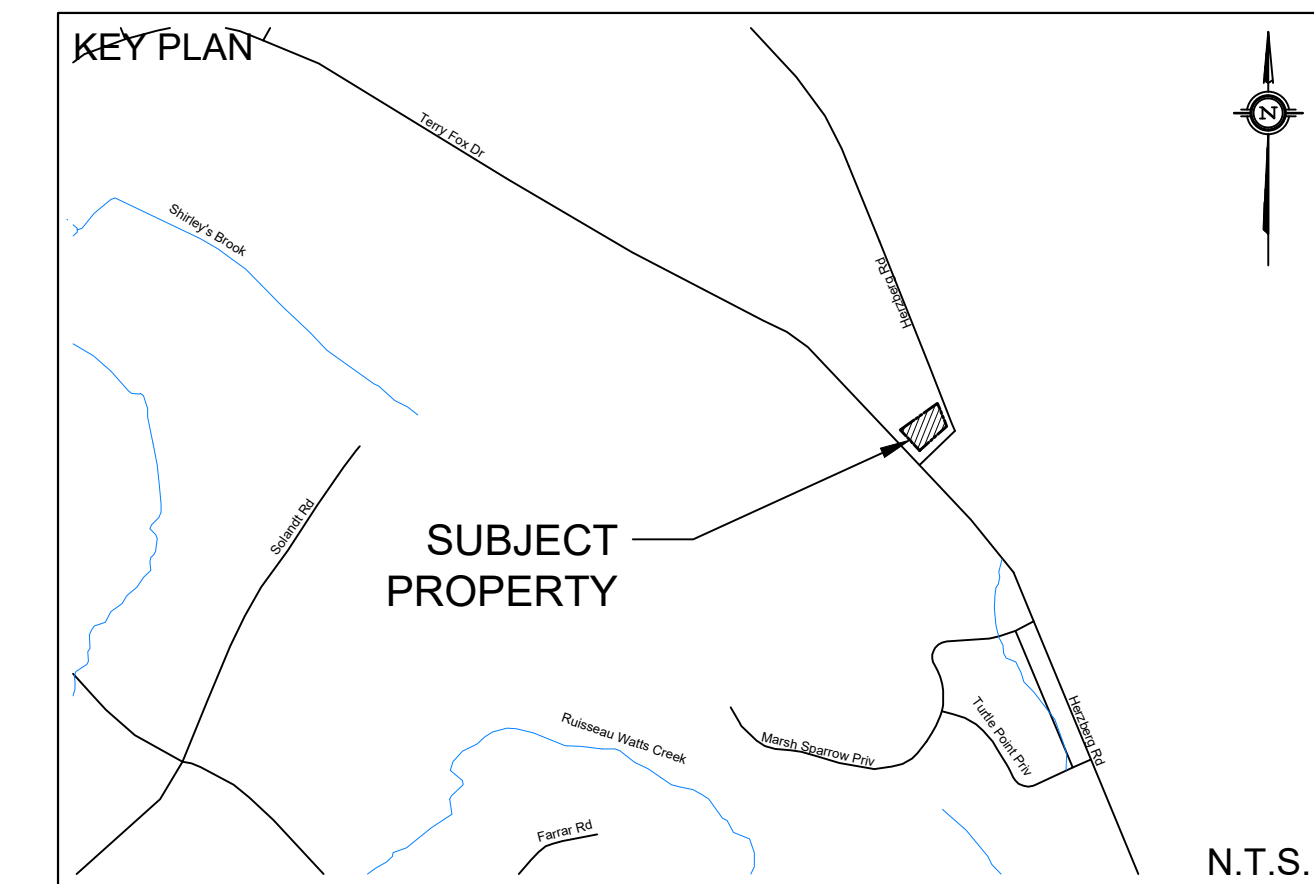 KEY PLAN
N
Terry Fox Dr
Shirley's Brook
Herzberg Rd
Solandt Rd
SUBJECT
PROPERTY
Ruisseau Watts Creek
Marsh Sparrow Priv
Turtle Point Priv
Herzberg Rd
Farrar Rd
N.T.S.